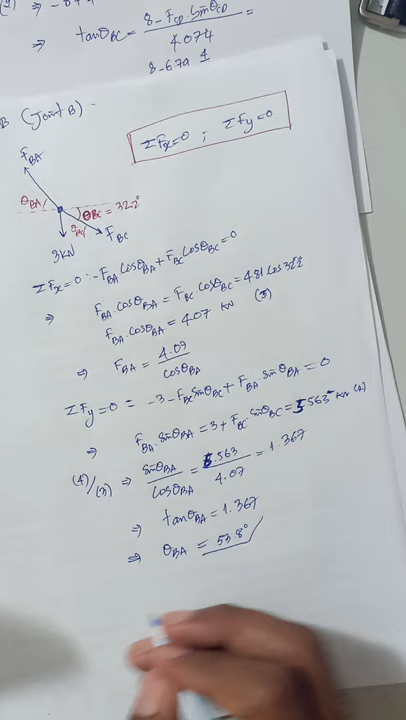 ⇒ tanθBC = 8 - FCD . SinθCD / 4.074 =
8-679 1
B (Joint B)
ΣFx=0 ; ΣFy=0
FBA
θBA
θBC = 32.2°
FBC
3KN
ΣFx=0 : -FBA CosθBA + FBC CosθBC = 0
⇒ FBA CosθBA = FBC CosθBC = 4.81 Cos 32.2
FBA CosθBA = 4.07 KN (3)
⇒ FBA = 4.09 / CosθBA
ΣFy=0 = -3 - FBC SinθBC + FBA SinθBA = 0
⇒ FBA . SinθBA = 3 + FBC . SinθBC = 5.563 KN (4)
(4)/(3) ⇒ SinθBA / CosθBA = 5.563 / 4.07 = 1.367
⇒ tanθBA = 1.367
⇒ θBA = 53.8°